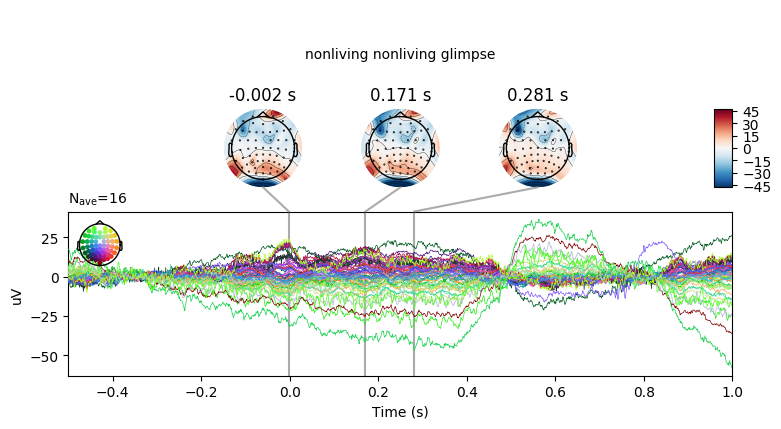 nonliving nonliving glimpse
-0.002 s
0.171 s
0.281 s
45
30
15
0
−15
−30
−45
Nave=16
25
0
−25
−50
uV
−0.4
−0.2
0.0
0.2
0.4
0.6
0.8
1.0
Time (s)